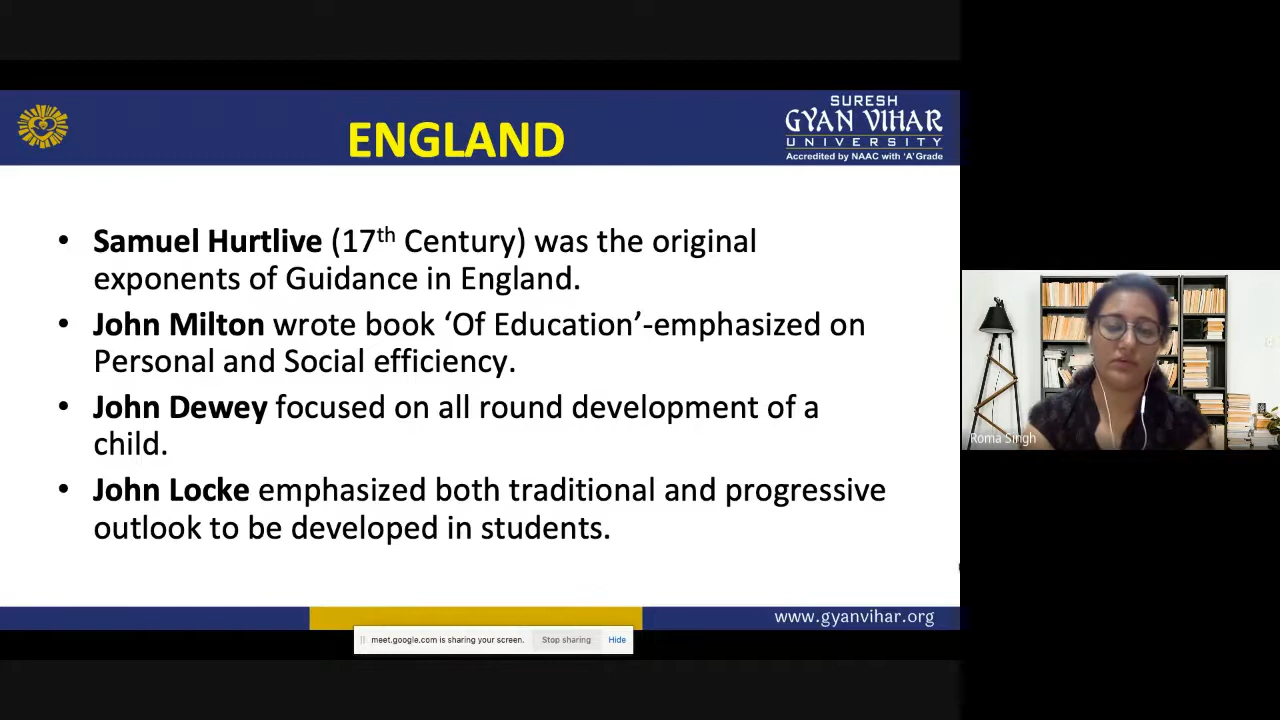 ENGLAND
SURESH
GYAN VIHAR
UNIVERSITY
Accredited by NAAC with 'A' Grade
• Samuel Hurtlive (17th Century) was the original
exponents of Guidance in England.
• John Milton wrote book ‘Of Education’-emphasized on
Personal and Social efficiency.
• John Dewey focused on all round development of a
child.
• John Locke emphasized both traditional and progressive
outlook to be developed in students.
www.gyanvihar.org
meet.google.com is sharing your screen. Stop sharing Hide
Roma Singh